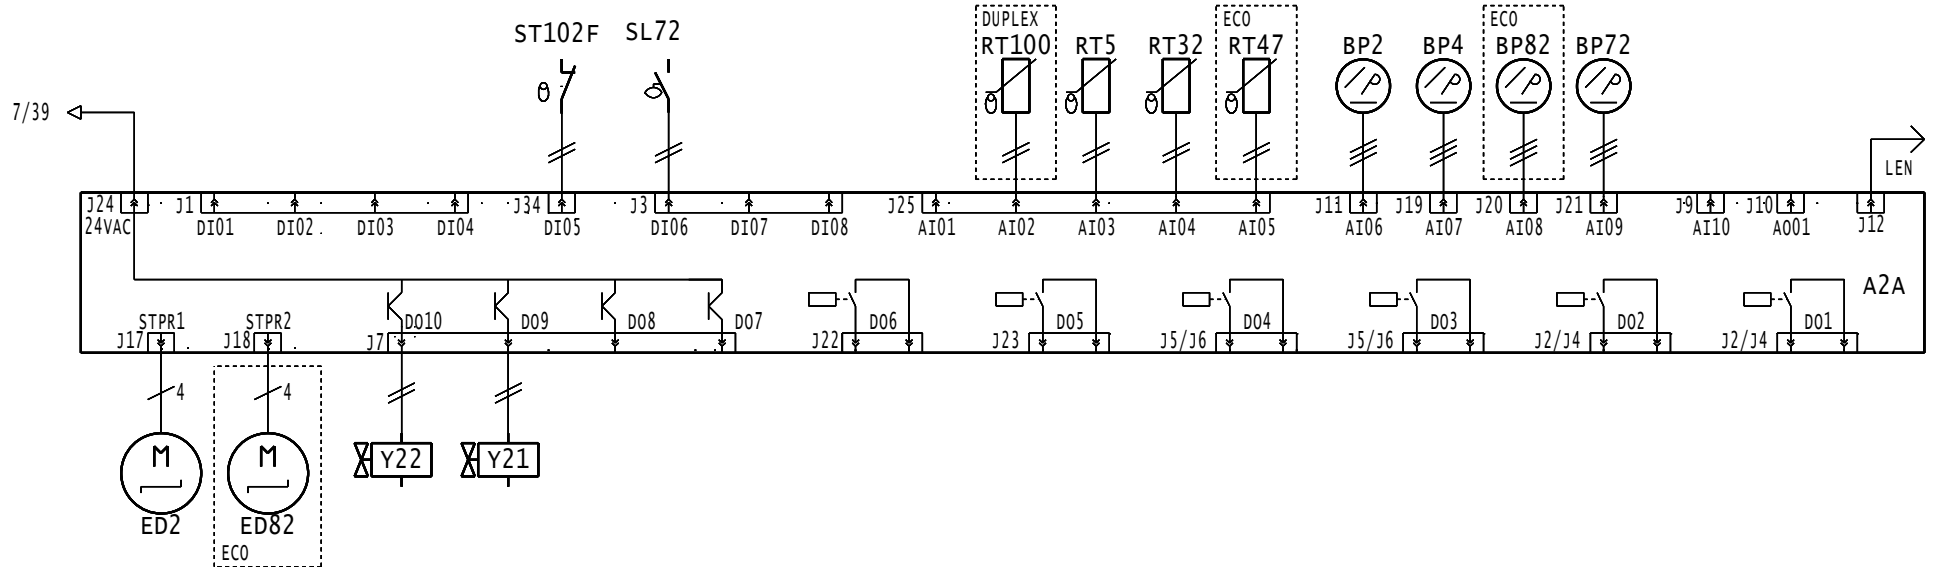 DUPLEX ECO ECO
ST102F SL72 RT100 RT5 RT32 RT47 BP2 BP4 BP82 BP72
7/39
LEN
J24 J1 J34 J3 J25 J11 J19 J20 J21 J9 J10 J12
24VAC DI01 DI02 DI03 DI04 DI05 DI06 DI07 DI08 AI01 AI02 AI03 AI04 AI05 AI06 AI07 AI08 AI09 AI10 AO01
A2A
STPR1 STPR2 DO10 DO9 DO8 DO7 DO6 DO5 DO4 DO3 DO2 DO1
J17 J18 J7 J22 J23 J5/J6 J5/J6 J2/J4 J2/J4
4 4
M M Y22 Y21
ED2 ED82
ECO